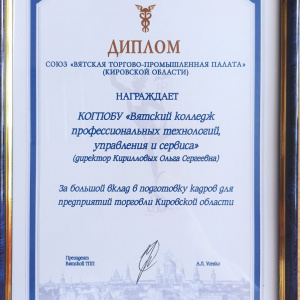 ДИПЛОМ
СОЮЗ «ВЯТСКАЯ ТОРГОВО-ПРОМЫШЛЕННАЯ ПАЛАТА»
(КИРОВСКОЙ ОБЛАСТИ)
НАГРАЖДАЕТ
КОГПОБУ «Вятский колледж
профессиональных технологий,
управления и сервиса»
(директор Кирилловых Ольга Сергеевна)
За большой вклад в подготовку кадров для
предприятий торговли Кировской области
Президент
Вятской ТПП
А.Л. Усенко